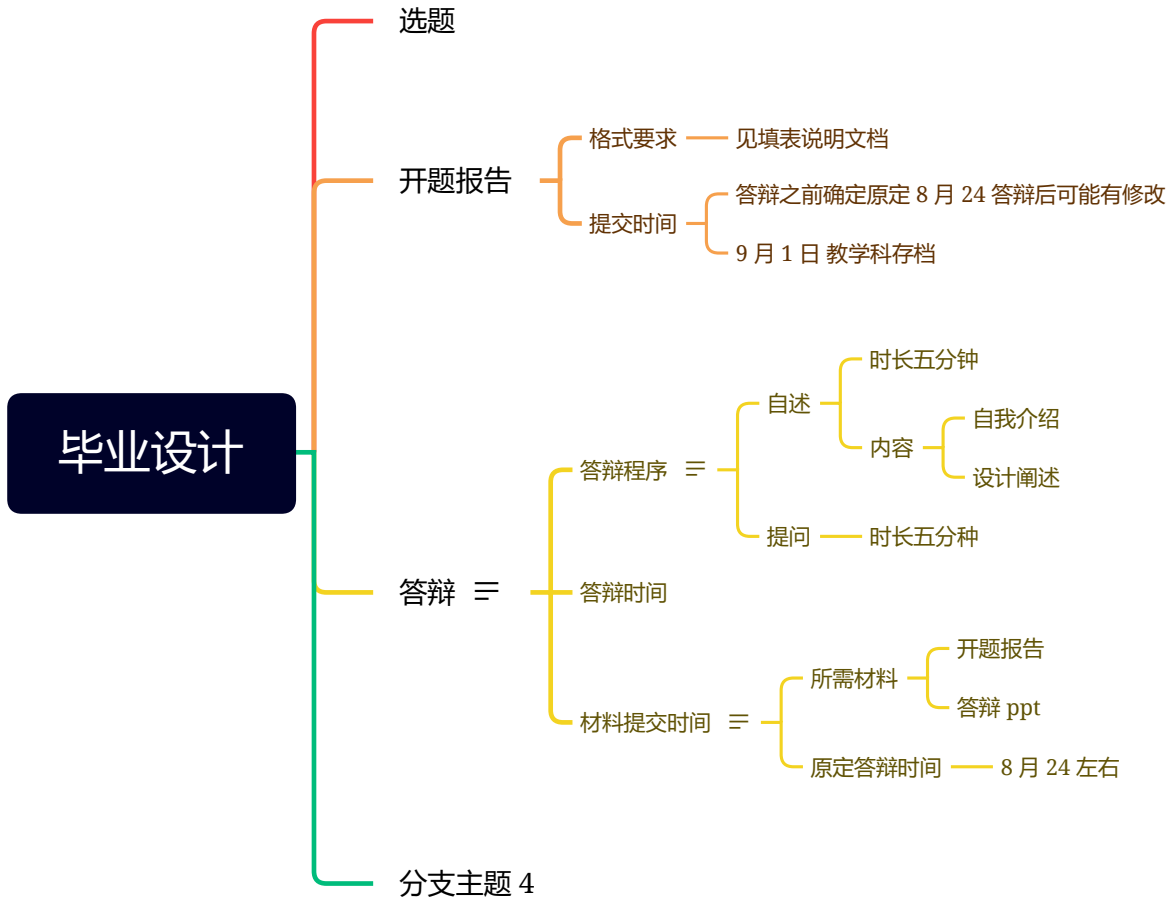 毕业设计
选题
开题报告
格式要求
见填表说明文档
提交时间
答辩之前确定原定 8 月 24 答辩后可能有修改
9 月 1 日 教学科存档
答辩
答辩程序
自述
时长五分钟
内容
自我介绍
设计阐述
提问
时长五分种
答辩时间
材料提交时间
所需材料
开题报告
答辩 ppt
原定答辩时间
8 月 24 左右
分支主题 4